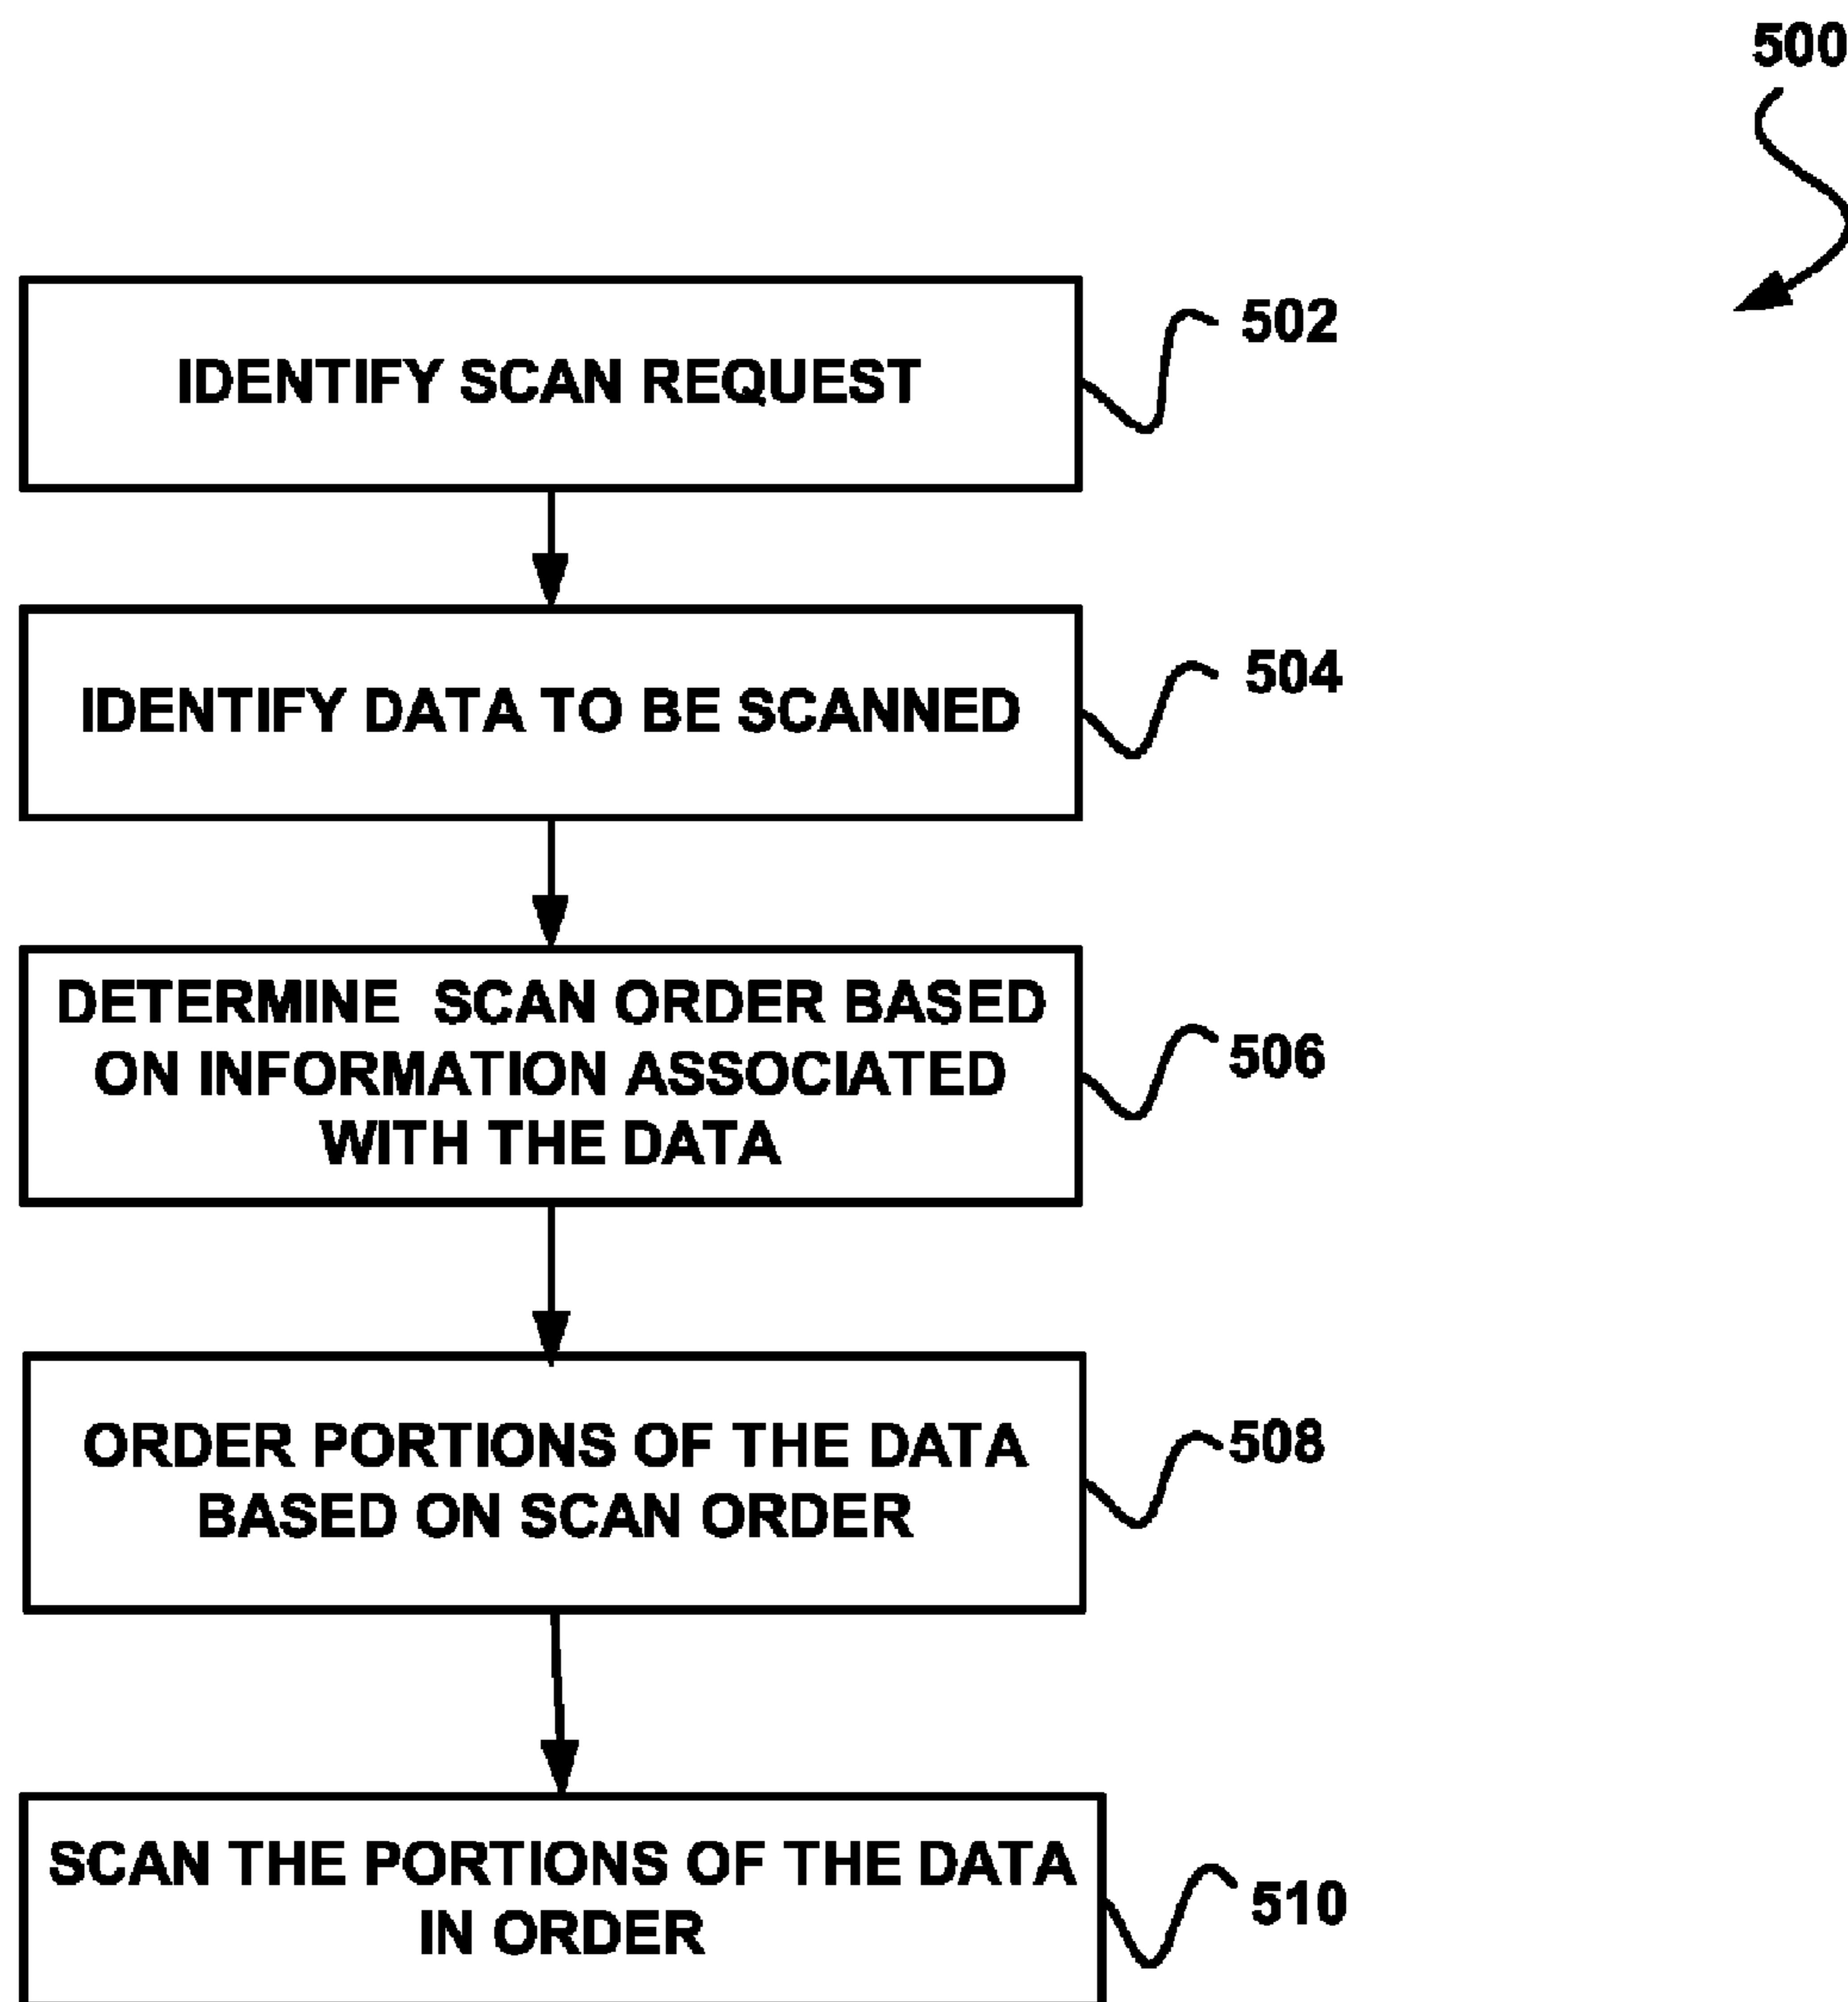 500
IDENTIFY SCAN REQUEST
502
IDENTIFY DATA TO BE SCANNED
504
DETERMINE SCAN ORDER BASED
ON INFORMATION ASSOCIATED
WITH THE DATA
506
ORDER PORTIONS OF THE DATA
BASED ON SCAN ORDER
508
SCAN THE PORTIONS OF THE DATA
IN ORDER
510